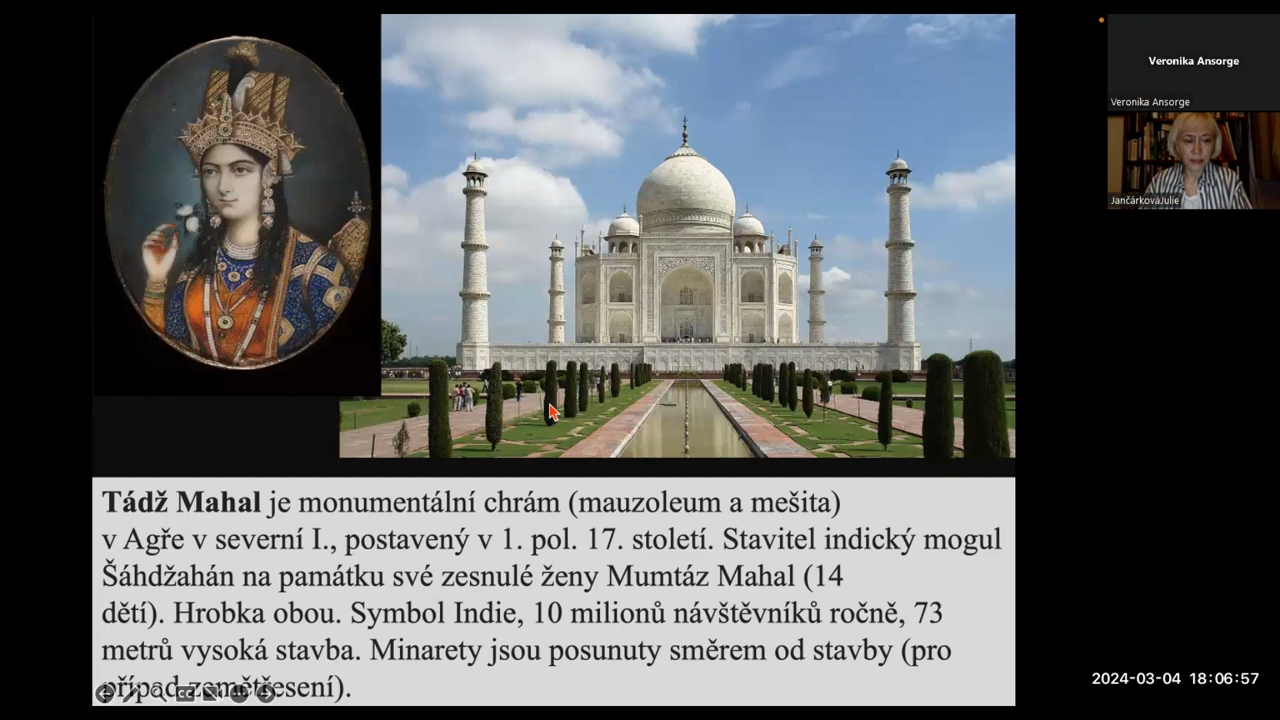 Veronika Ansorge
Veronika Ansorge
JančárkováJulie
Tádž Mahal je monumentální chrám (mauzoleum a mešita)
v Agře v severní I., postavený v 1. pol. 17. století. Stavitel indický mogul
Šáhdžahán na památku své zesnulé ženy Mumtáz Mahal (14
dětí). Hrobka obou. Symbol Indie, 10 milionů návštěvníků ročně, 73
metrů vysoká stavba. Minarety jsou posunuty směrem od stavby (pro
případ zemětřesení).
CC
2024-03-04 18:06:57